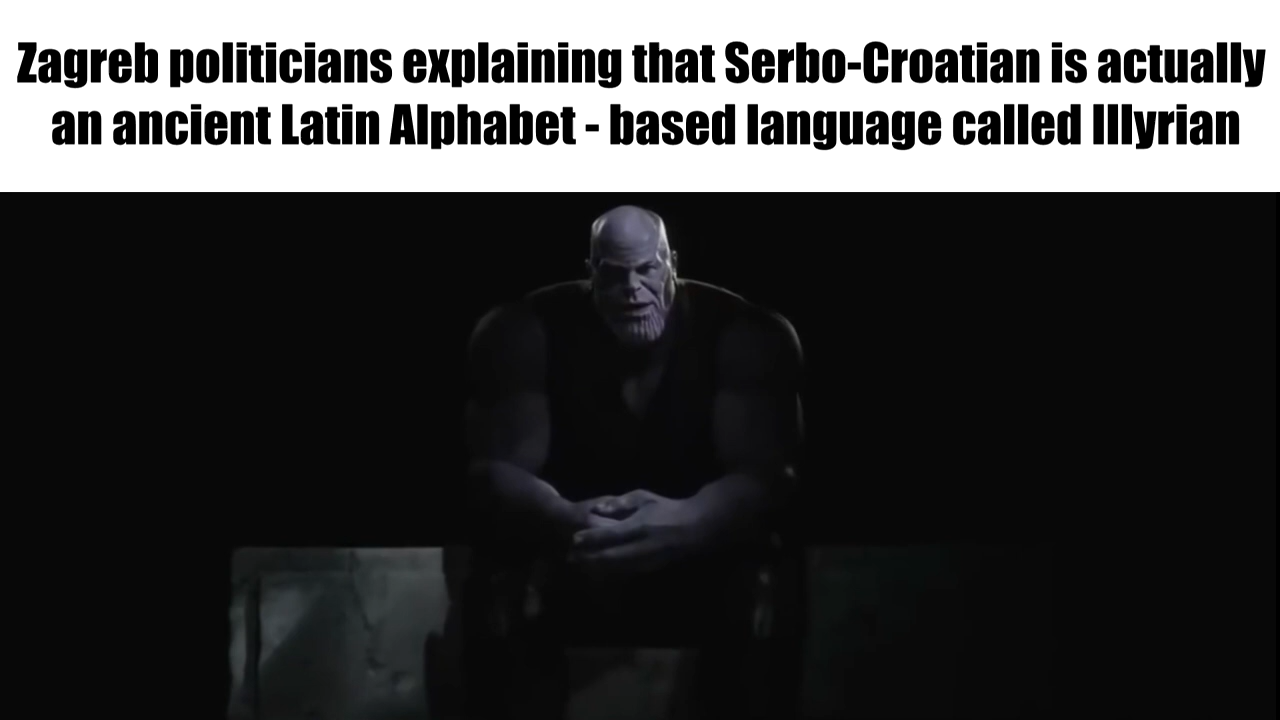 Zagreb politicians explaining that Serbo-Croatian is actually
an ancient Latin Alphabet - based language called Illyrian